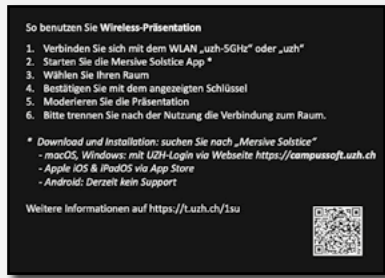 So benutzen Sie Wireless-Präsentation
1. Verbinden Sie sich mit dem WLAN „uzh-5GHz" oder „uzh"
2. Starten Sie die Mersive Solstice App *
3. Wählen Sie Ihren Raum
4. Bestätigen Sie mit dem angezeigten Schlüssel
5. Moderieren Sie die Präsentation
6. Bitte trennen Sie nach der Nutzung die Verbindung zum Raum.
* Download und Installation: suchen Sie nach „Mersive Solstice"
- macOS, Windows: mit UZH-Login via Webseite https://campussoft.uzh.ch
- Apple iOS & iPadOS via App Store
- Android: Derzeit kein Support
Weitere Informationen auf https://t.uzh.ch/1su